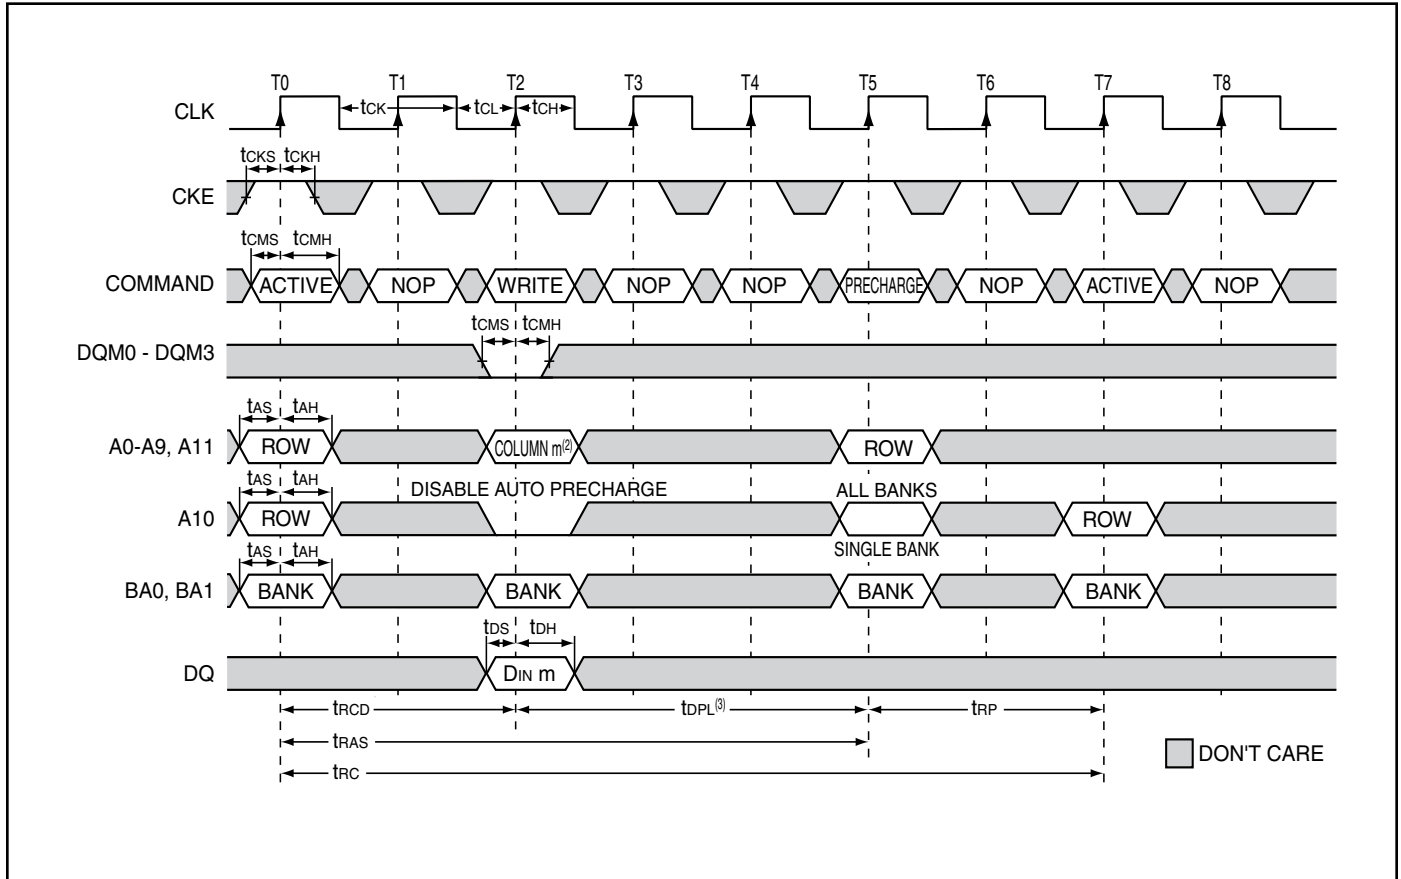 T0 T1 T2 T3 T4 T5 T6 T7 T8
CLK tCK tCL tCH
tCKS tCKH
CKE
tCMS tCMH
COMMAND ACTIVE NOP WRITE NOP NOP PRECHARGE NOP ACTIVE NOP
tCMS tCMH
DQM0 - DQM3
tAS tAH
A0-A9, A11 ROW COLUMN m(2) ROW
tAS tAH DISABLE AUTO PRECHARGE ALL BANKS
A10 ROW ROW
tAS tAH SINGLE BANK
BA0, BA1 BANK BANK BANK BANK
tDS tDH
DQ DIN m
tRCD tDPL(3) tRP
tRAS
DON'T CARE
tRC